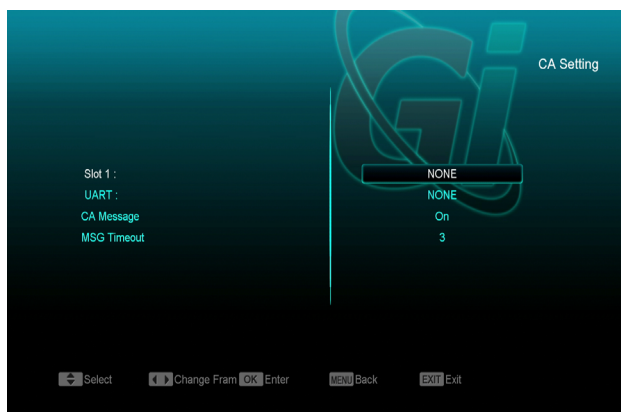 Gi
CA Setting
Slot 1 : NONE
UART : NONE
CA Message On
MSG Timeout 3
Select Change Fram OK Enter MENU Back EXIT Exit